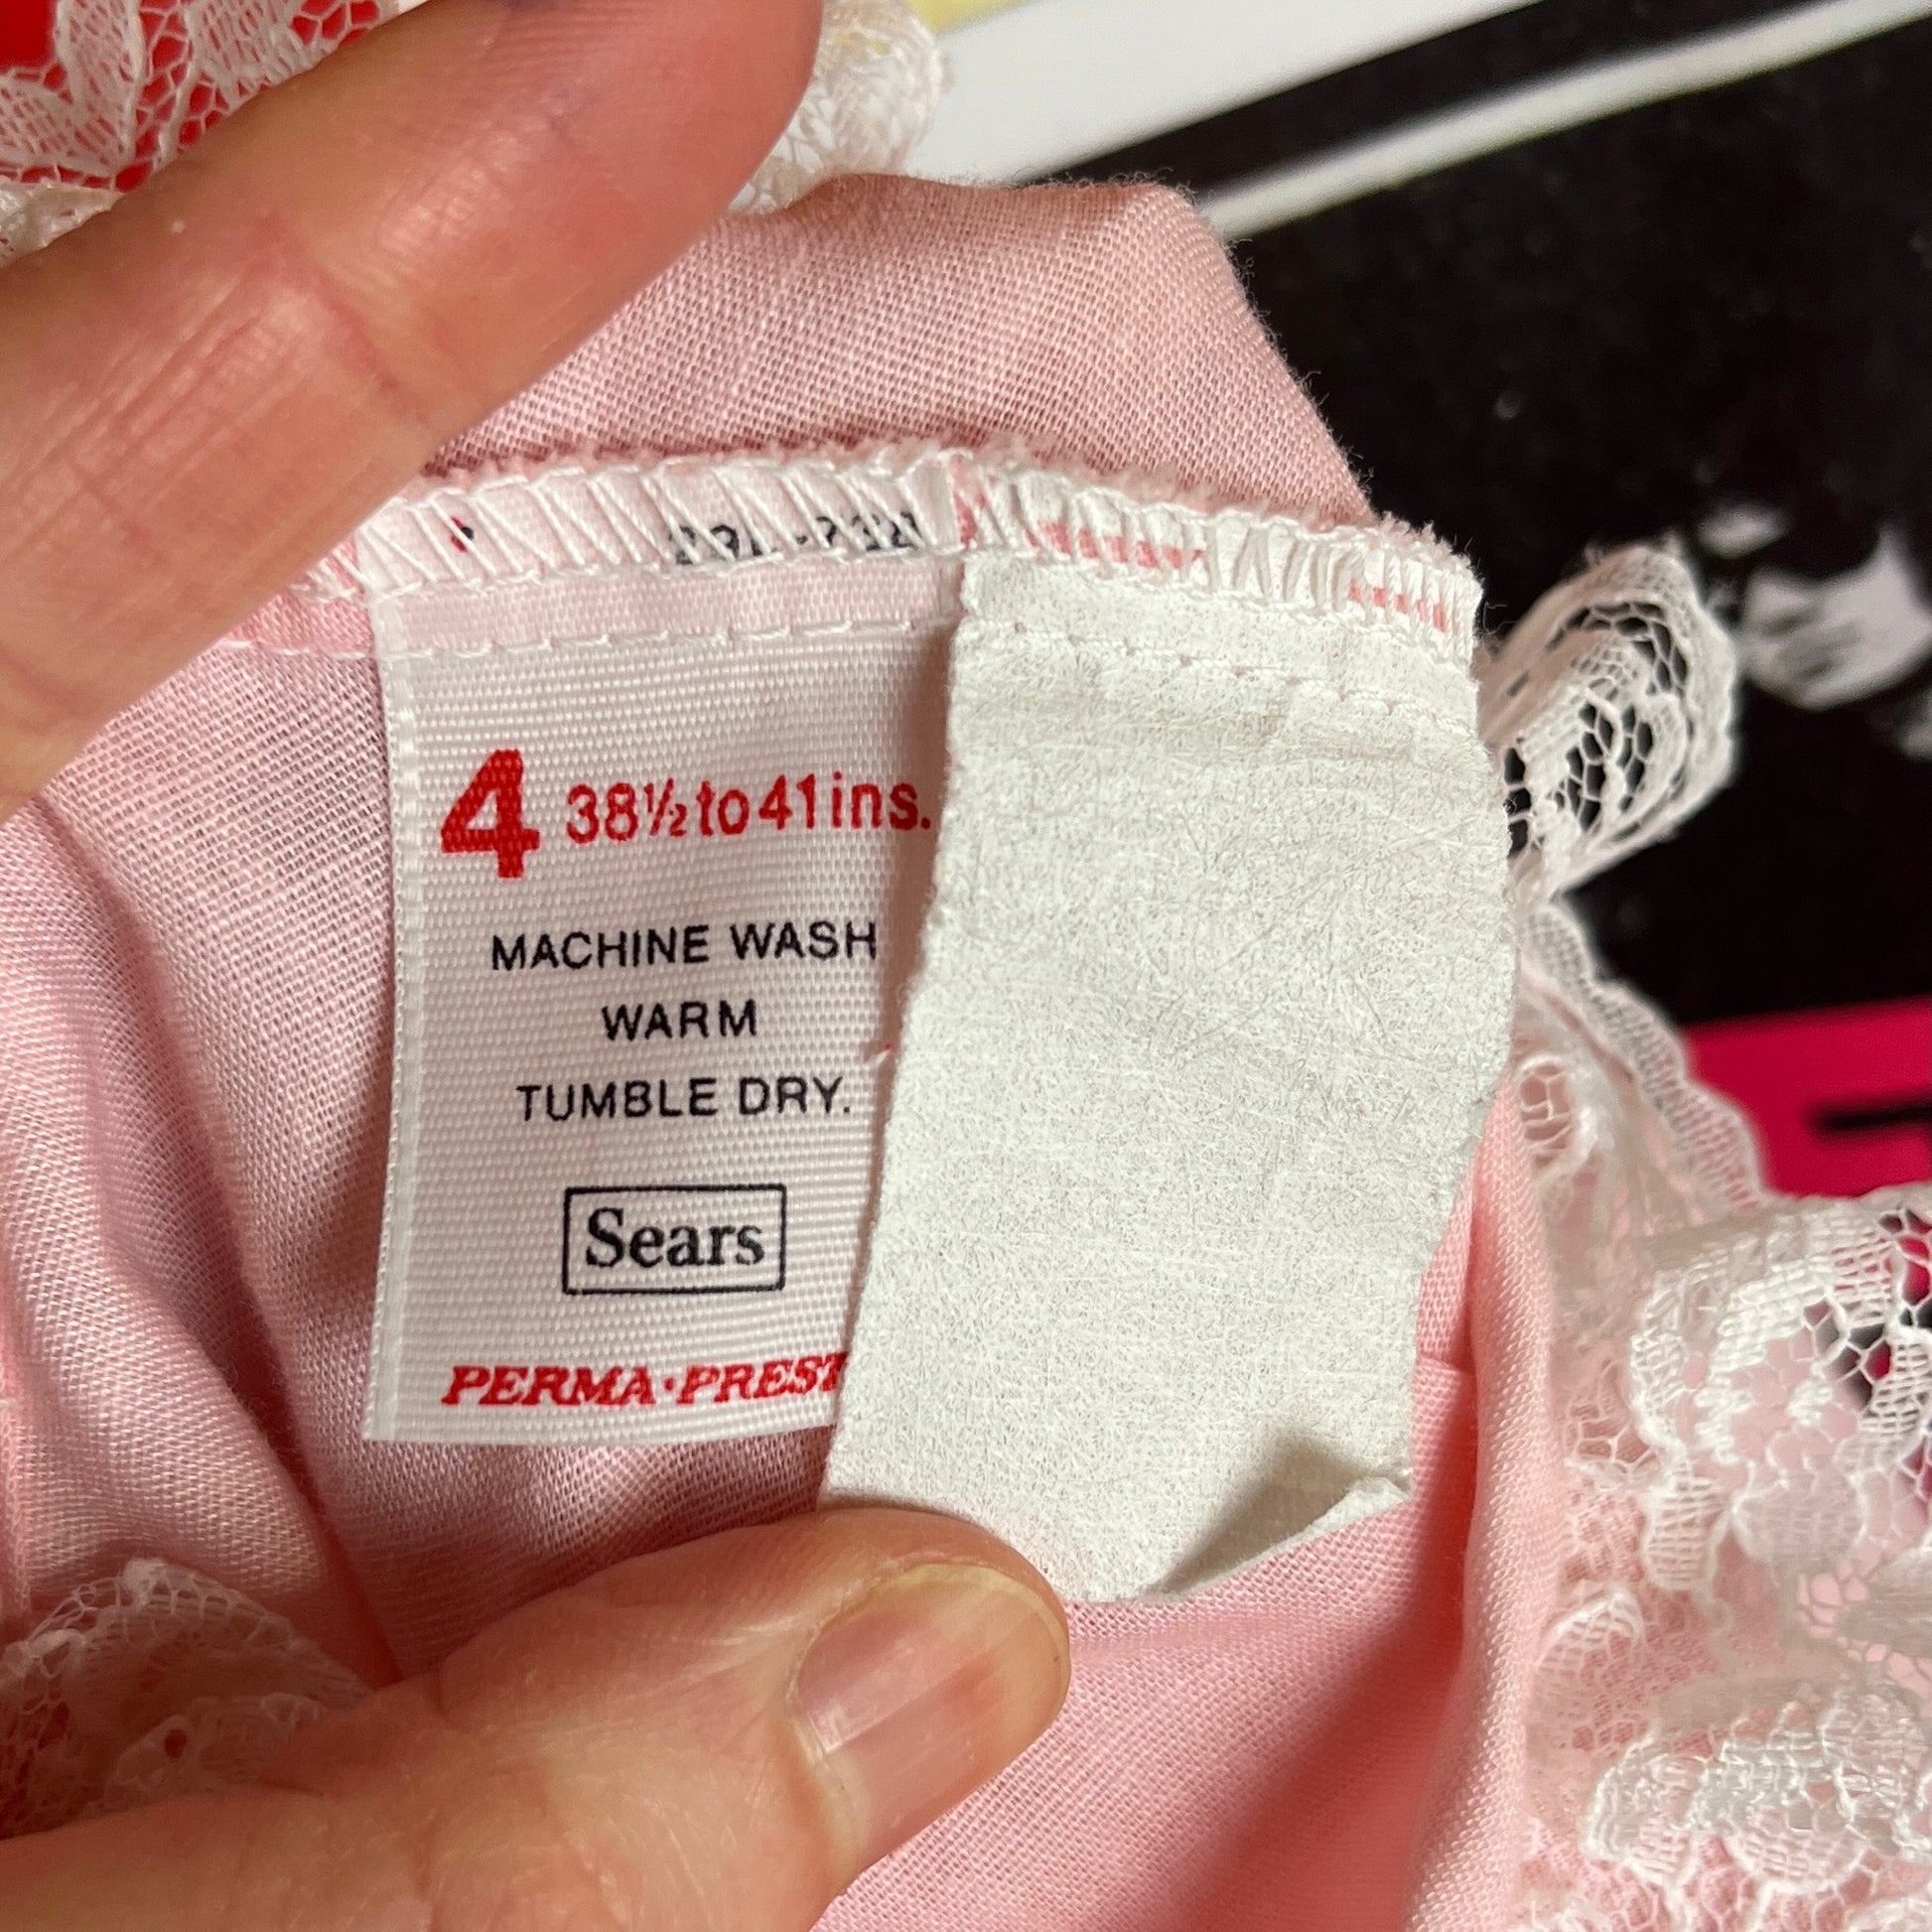 4 38½ to 41 ins.
MACHINE WASH
WARM
TUMBLE DRY.
Sears
PERMA·PREST